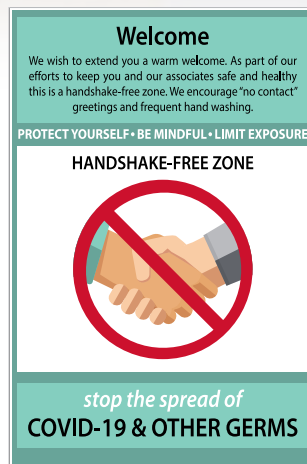 Welcome
We wish to extend you a warm welcome. As part of our
efforts to keep you and our associates safe and healthy
this is a handshake-free zone. We encourage “no contact”
greetings and frequent hand washing.
PROTECT YOURSELF • BE MINDFUL • LIMIT EXPOSURE
HANDSHAKE-FREE ZONE
stop the spread of
COVID-19 & OTHER GERMS